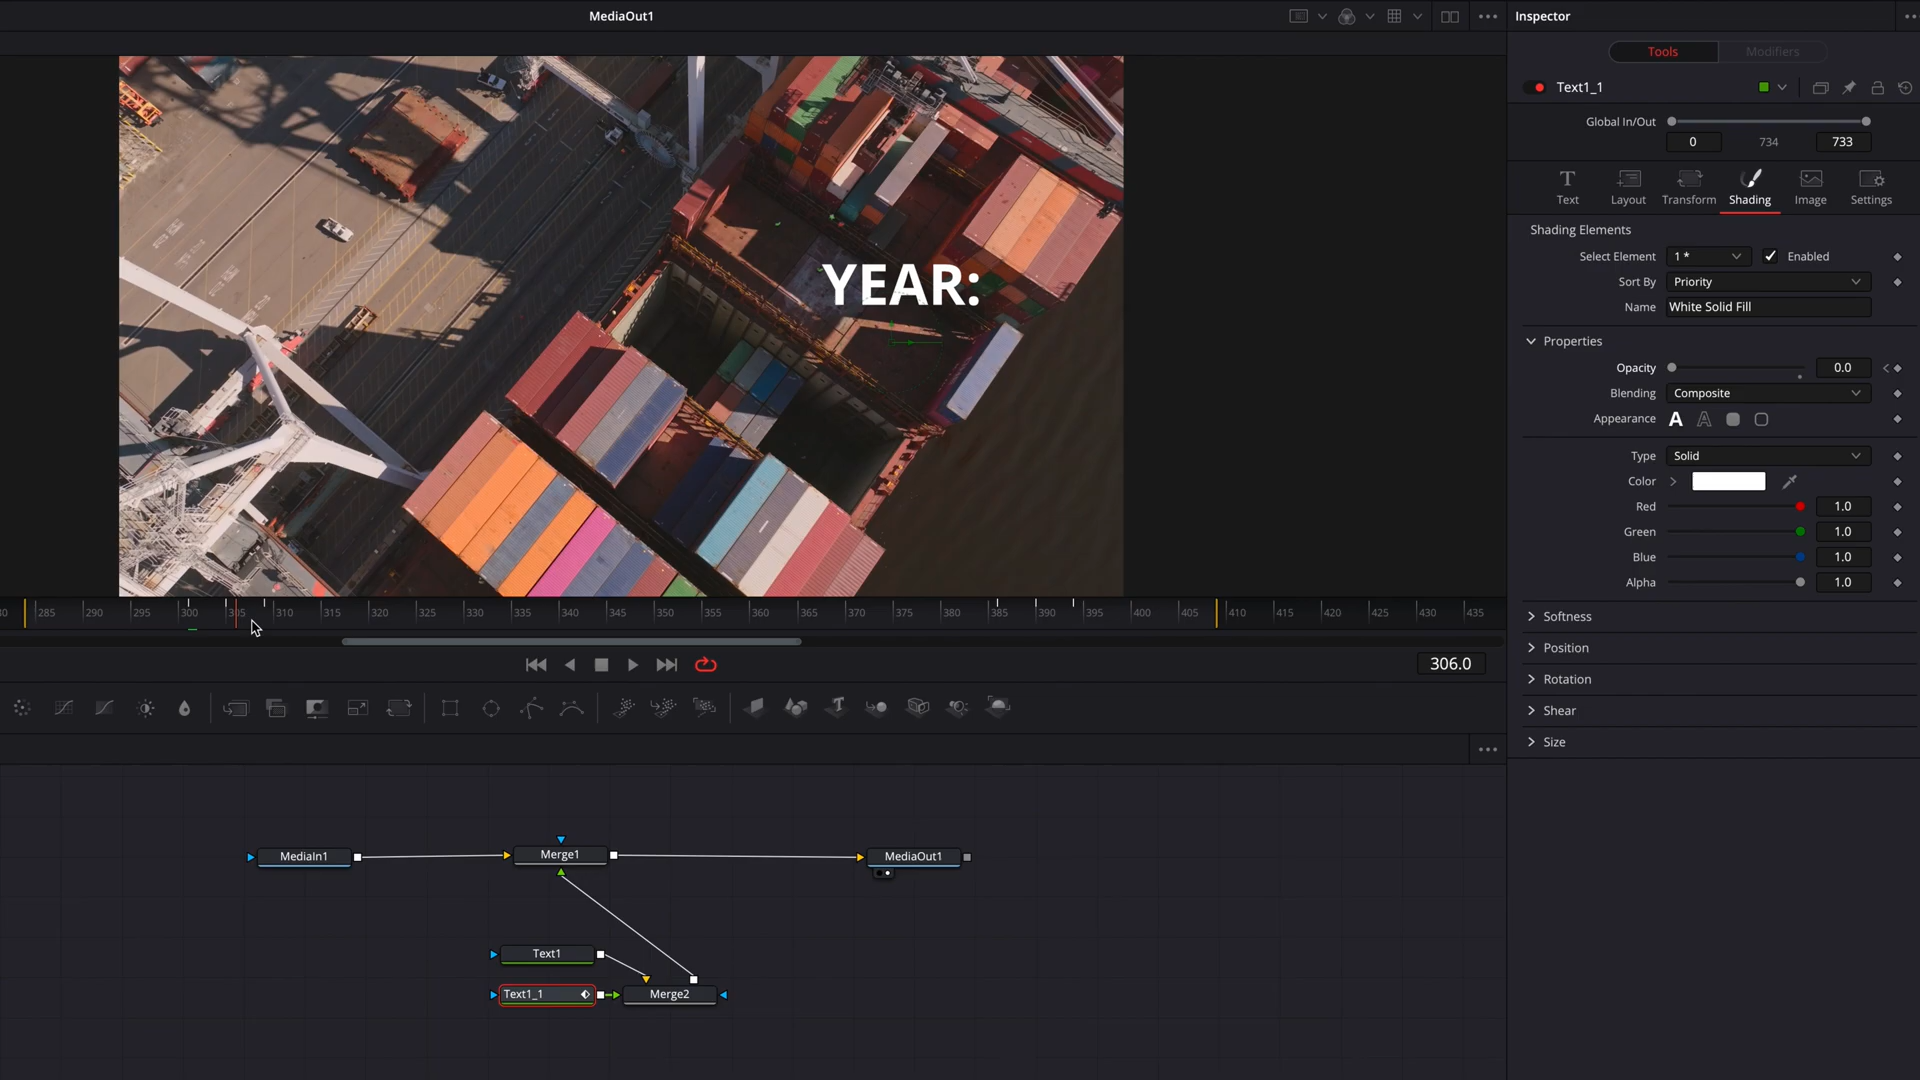 MediaOut1
Inspector
Tools Modifiers
Text1_1
Global In/Out
0 734 733
Text Layout Transform Shading Image Settings
Shading Elements
Select Element 1 * Enabled
Sort By Priority
Name White Solid Fill
Properties
Opacity 0.0
Blending Composite
Appearance A A
Type Solid
Color
Red 1.0
Green 1.0
Blue 1.0
Alpha 1.0
Softness
Position
Rotation
Shear
Size
YEAR:
80 285 290 295 300 305 310 315 320 325 330 335 340 345 350 355 360 365 370 375 380 385 390 395 400 405 410 415 420 425 430 435
306.0
T
MediaIn1 Merge1 MediaOut1
Text1
Text1_1 Merge2